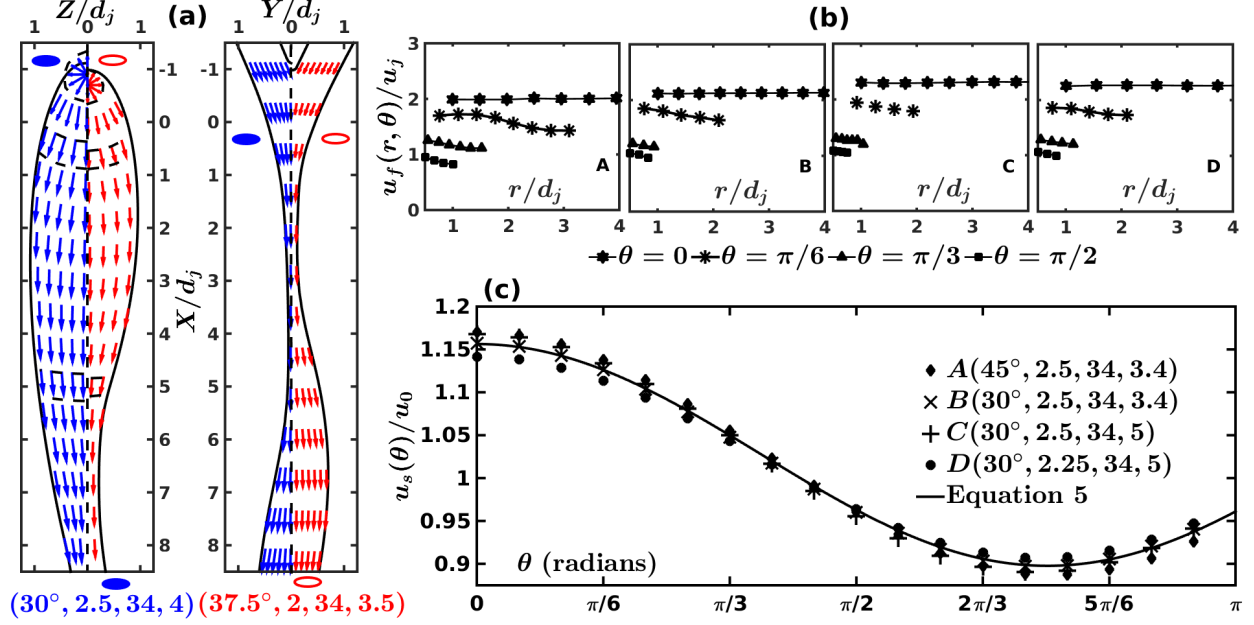 Z/d_j (a) Y/d_j (b)
1 0 1 1 0 1
-1 -1
0 0
1 1
2 2
3 3
4 4
5 5
6 6
7 7
8 8
X/d_j
(30°, 2.5, 34, 4) (37.5°, 2, 34, 3.5)
u_f(r, θ)/u_j
3
2
1
0
A B C D
r/d_j r/d_j r/d_j r/d_j
1 2 3 4 1 2 3 4 1 2 3 4 1 2 3 4
θ = 0 θ = π/6 θ = π/3 θ = π/2
(c)
u_s(θ)/u_0
1.2
1.15
1.1
1.05
1
0.95
0.9
A(45°, 2.5, 34, 3.4)
B(30°, 2.5, 34, 3.4)
C(30°, 2.5, 34, 5)
D(30°, 2.25, 34, 5)
Equation 5
θ (radians)
0 π/6 π/3 π/2 2π/3 5π/6 π